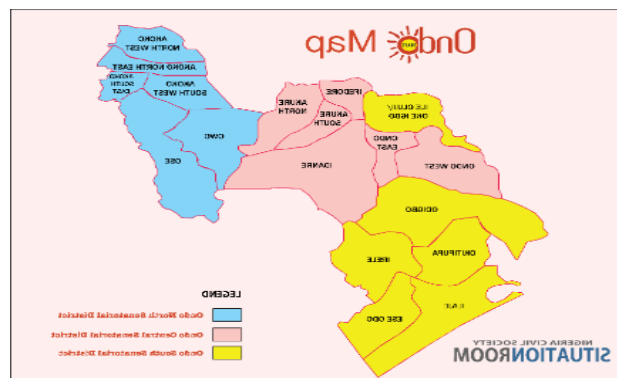 Ondo Map
AKOKO
NORTH WEST
AKOKO NORTH EAST
AKOKO
SOUTH
EAST
AKOKO
SOUTH WEST
OWO
OSE
AKURE
NORTH
IFEDORE
AKURE
SOUTH
IDANRE
ILE OLUJI/
OKE IGBO
ONDO
EAST
ONDO WEST
ODIGBO
IRELE
OKITIPUPA
ESE ODO
ILAJE
LEGEND
Ondo North Senatorial District
Ondo Central Senatorial District
Ondo South Senatorial District
NIGERIA CIVIL SOCIETY
SITUATIONROOM